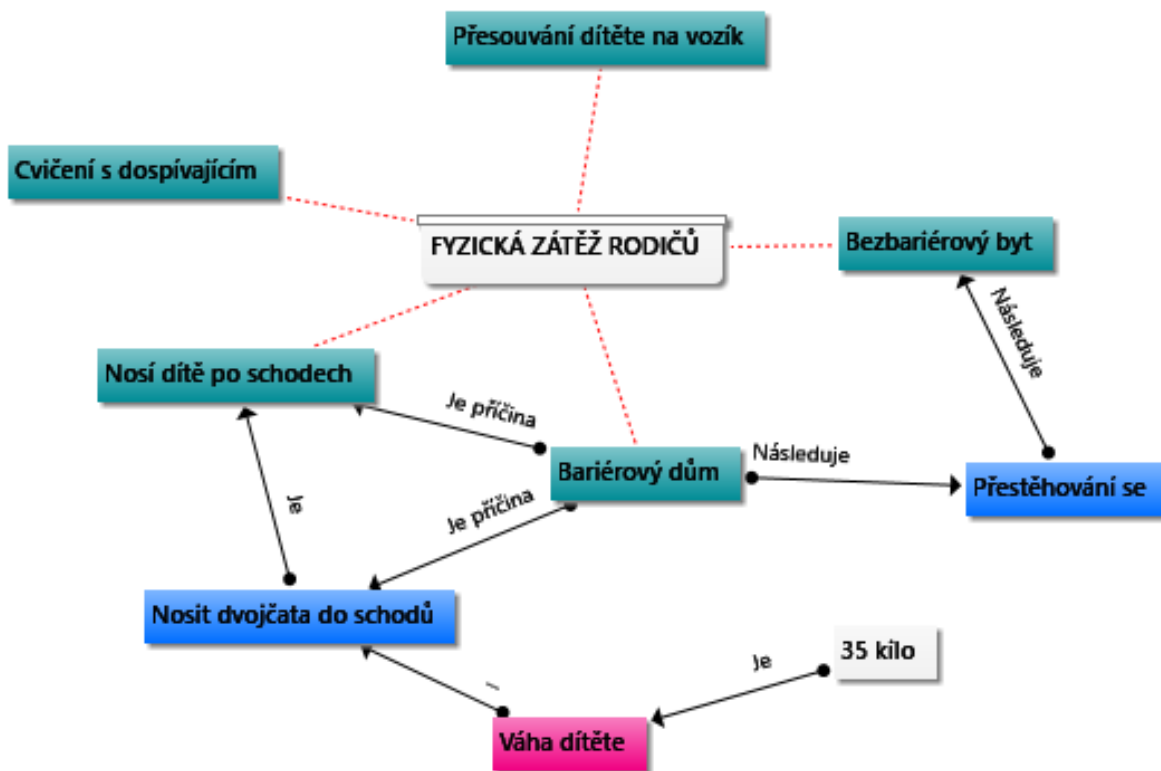 Přesouvání dítěte na vozík
Cvičení s dospívajícím
FYZICKÁ ZÁTĚŽ RODIČŮ
Bezbariérový byt
Následuje
Nosí dítě po schodech
Je příčina
Bariérový dům
Následuje
Přestěhování se
Je
Je příčina
Nosit dvojčata do schodů
35 kilo
Je
Váha dítěte